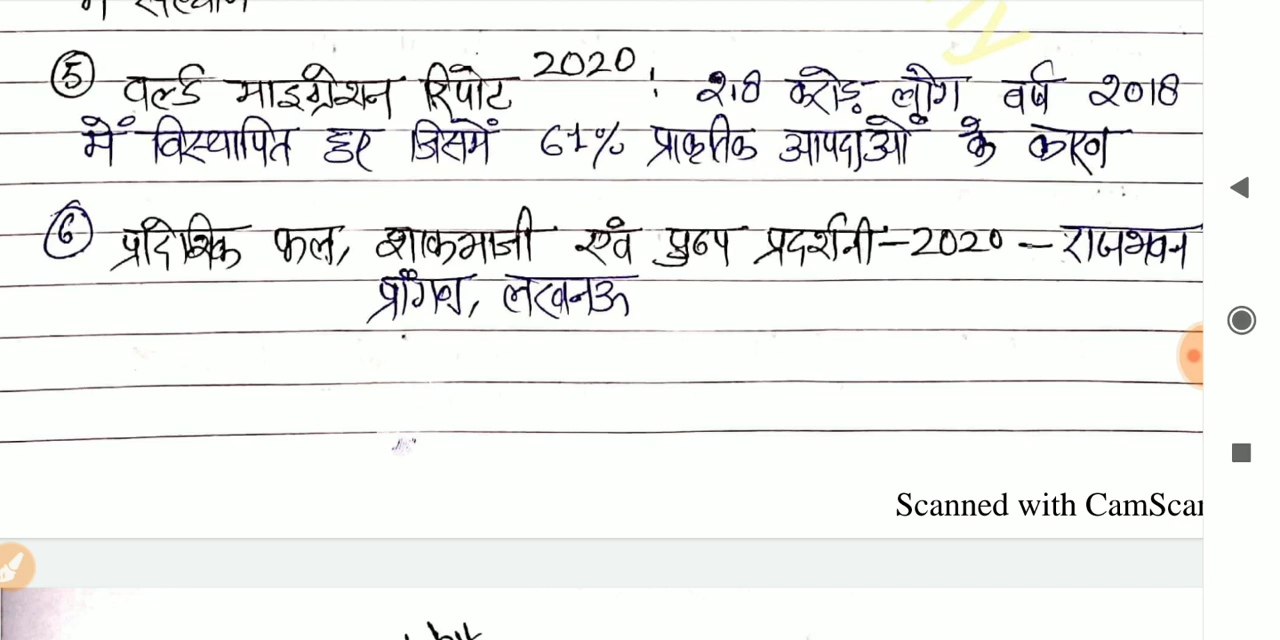 ⑤ वर्ल्ड माइग्रेशन रिपोर्ट 2020 : 2.8 करोड़ लोग वर्ष 2018
में विस्थापित हुए जिसमें 61% प्राकृतिक आपदाओं के कारण
⑥ प्रादेशिक फल, शाकभाजी एवं पुष्प प्रदर्शनी - 2020 - राजभवन
प्राँगण, लखनऊ
Scanned with CamScan